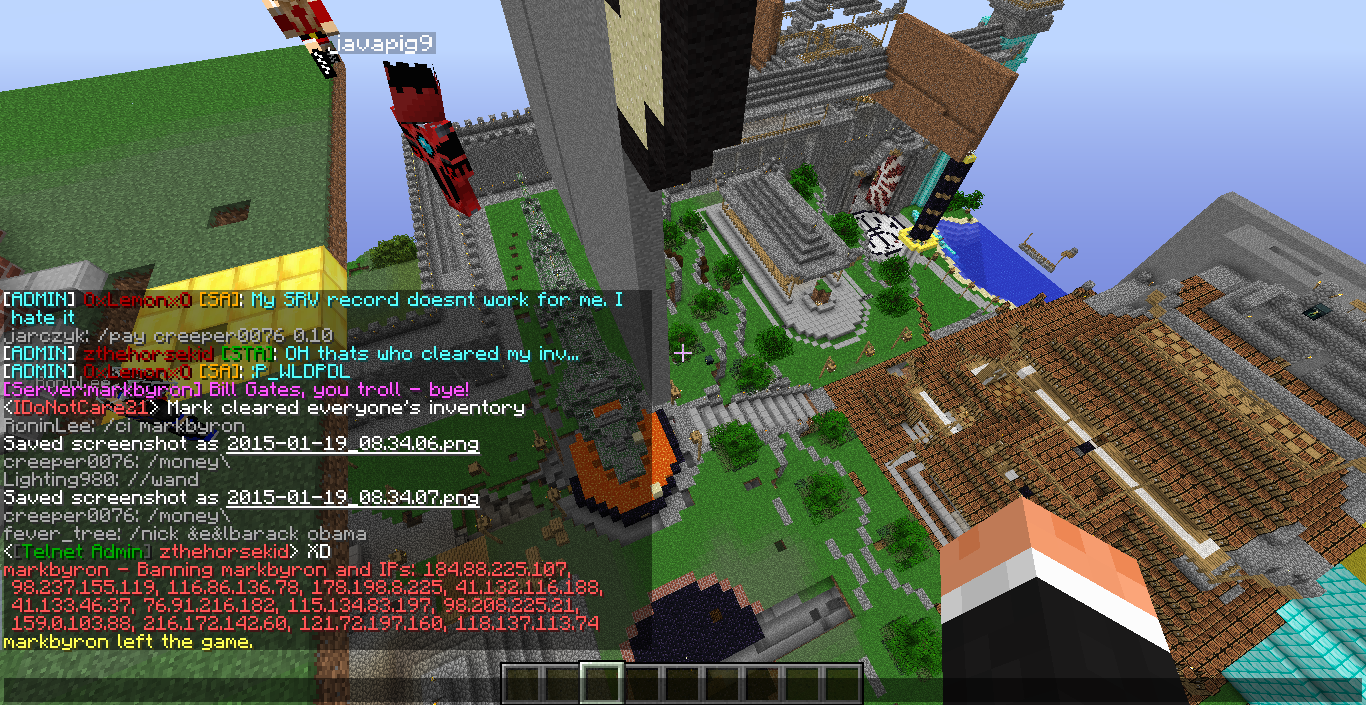 javapig9
[ADMIN] 0xLemonx0 [SA]: My SRV record doesnt work for me. I
hate it
jarczyk: /pay creeper0076 0.10
[ADMIN] zthehorsekid [STA]: OH thats who cleared my inv...
[ADMIN] 0xLemonx0 [SA]: :P_WLDPDL
[Server:markbyron] Bill Gates, you troll - bye!
<IDoNotCare21> Mark cleared everyone's inventory
RoninLee: /ci markbyron
Saved screenshot as 2015-01-19_08.34.06.png
creeper0076: /money\
Lighting980: //wand
Saved screenshot as 2015-01-19_08.34.07.png
creeper0076: /money\
fever_tree: /nick &e&lbarack obama
<[Telnet Admin] zthehorsekid> XD
markbyron - Banning markbyron and IPs: 184.88.225.107,
98.237.155.119, 116.86.136.78, 178.198.8.225, 41.132.116.188,
41.133.46.37, 76.91.216.182, 115.134.83.197, 98.208.225.21,
159.0.103.88, 216.172.142.60, 121.72.197.160, 118.137.113.74
markbyron left the game.